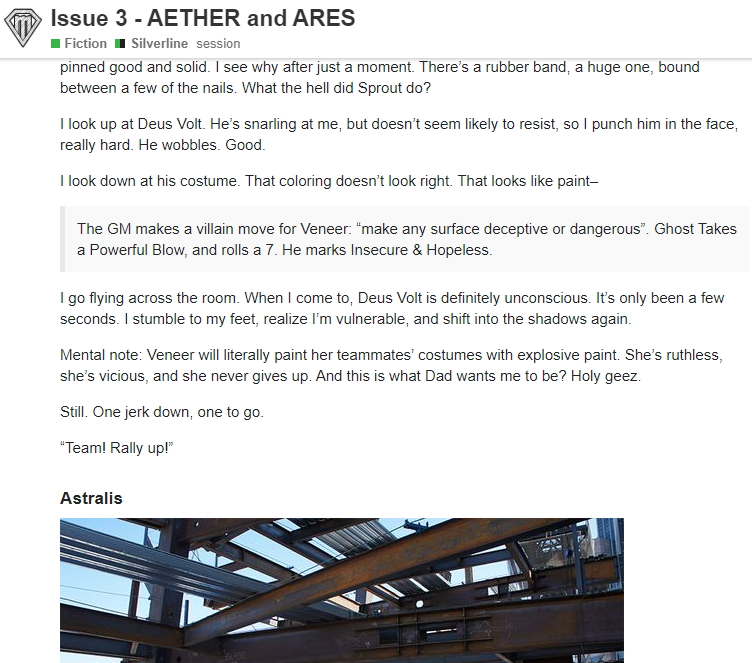 Issue 3 - AETHER and ARES
Fiction Silverline session
pinned good and solid. I see why after just a moment. There’s a rubber band, a huge one, bound
between a few of the nails. What the hell did Sprout do?
I look up at Deus Volt. He’s snarling at me, but doesn’t seem likely to resist, so I punch him in the face,
really hard. He wobbles. Good.
I look down at his costume. That coloring doesn’t look right. That looks like paint–
The GM makes a villain move for Veneer: “make any surface deceptive or dangerous”. Ghost Takes
a Powerful Blow, and rolls a 7. He marks Insecure & Hopeless.
I go flying across the room. When I come to, Deus Volt is definitely unconscious. It’s only been a few
seconds. I stumble to my feet, realize I’m vulnerable, and shift into the shadows again.
Mental note: Veneer will literally paint her teammates’ costumes with explosive paint. She’s ruthless,
she’s vicious, and she never gives up. And this is what Dad wants me to be? Holy geez.
Still. One jerk down, one to go.
“Team! Rally up!”
Astralis